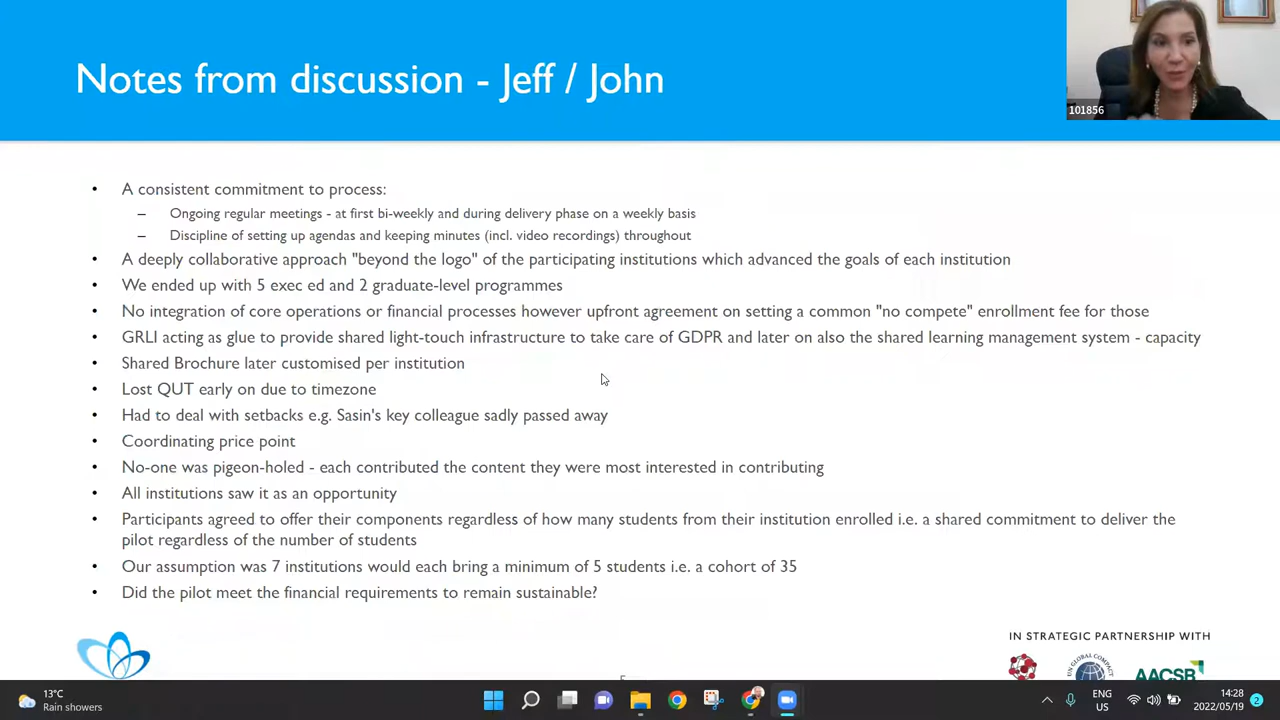 Notes from discussion - Jeff / John
101856
• A consistent commitment to process:
– Ongoing regular meetings - at first bi-weekly and during delivery phase on a weekly basis
– Discipline of setting up agendas and keeping minutes (incl. video recordings) throughout
• A deeply collaborative approach "beyond the logo" of the participating institutions which advanced the goals of each institution
• We ended up with 5 exec ed and 2 graduate-level programmes
• No integration of core operations or financial processes however upfront agreement on setting a common "no compete" enrollment fee for those
• GRLI acting as glue to provide shared light-touch infrastructure to take care of GDPR and later on also the shared learning management system - capacity
• Shared Brochure later customised per institution
• Lost QUT early on due to timezone
• Had to deal with setbacks e.g. Sasin's key colleague sadly passed away
• Coordinating price point
• No-one was pigeon-holed - each contributed the content they were most interested in contributing
• All institutions saw it as an opportunity
• Participants agreed to offer their components regardless of how many students from their institution enrolled i.e. a shared commitment to deliver the
pilot regardless of the number of students
• Our assumption was 7 institutions would each bring a minimum of 5 students i.e. a cohort of 35
• Did the pilot meet the financial requirements to remain sustainable?
IN STRATEGIC PARTNERSHIP WITH
AACSB
13°C
Rain showers
ENG
US
14:28
2022/05/19
2